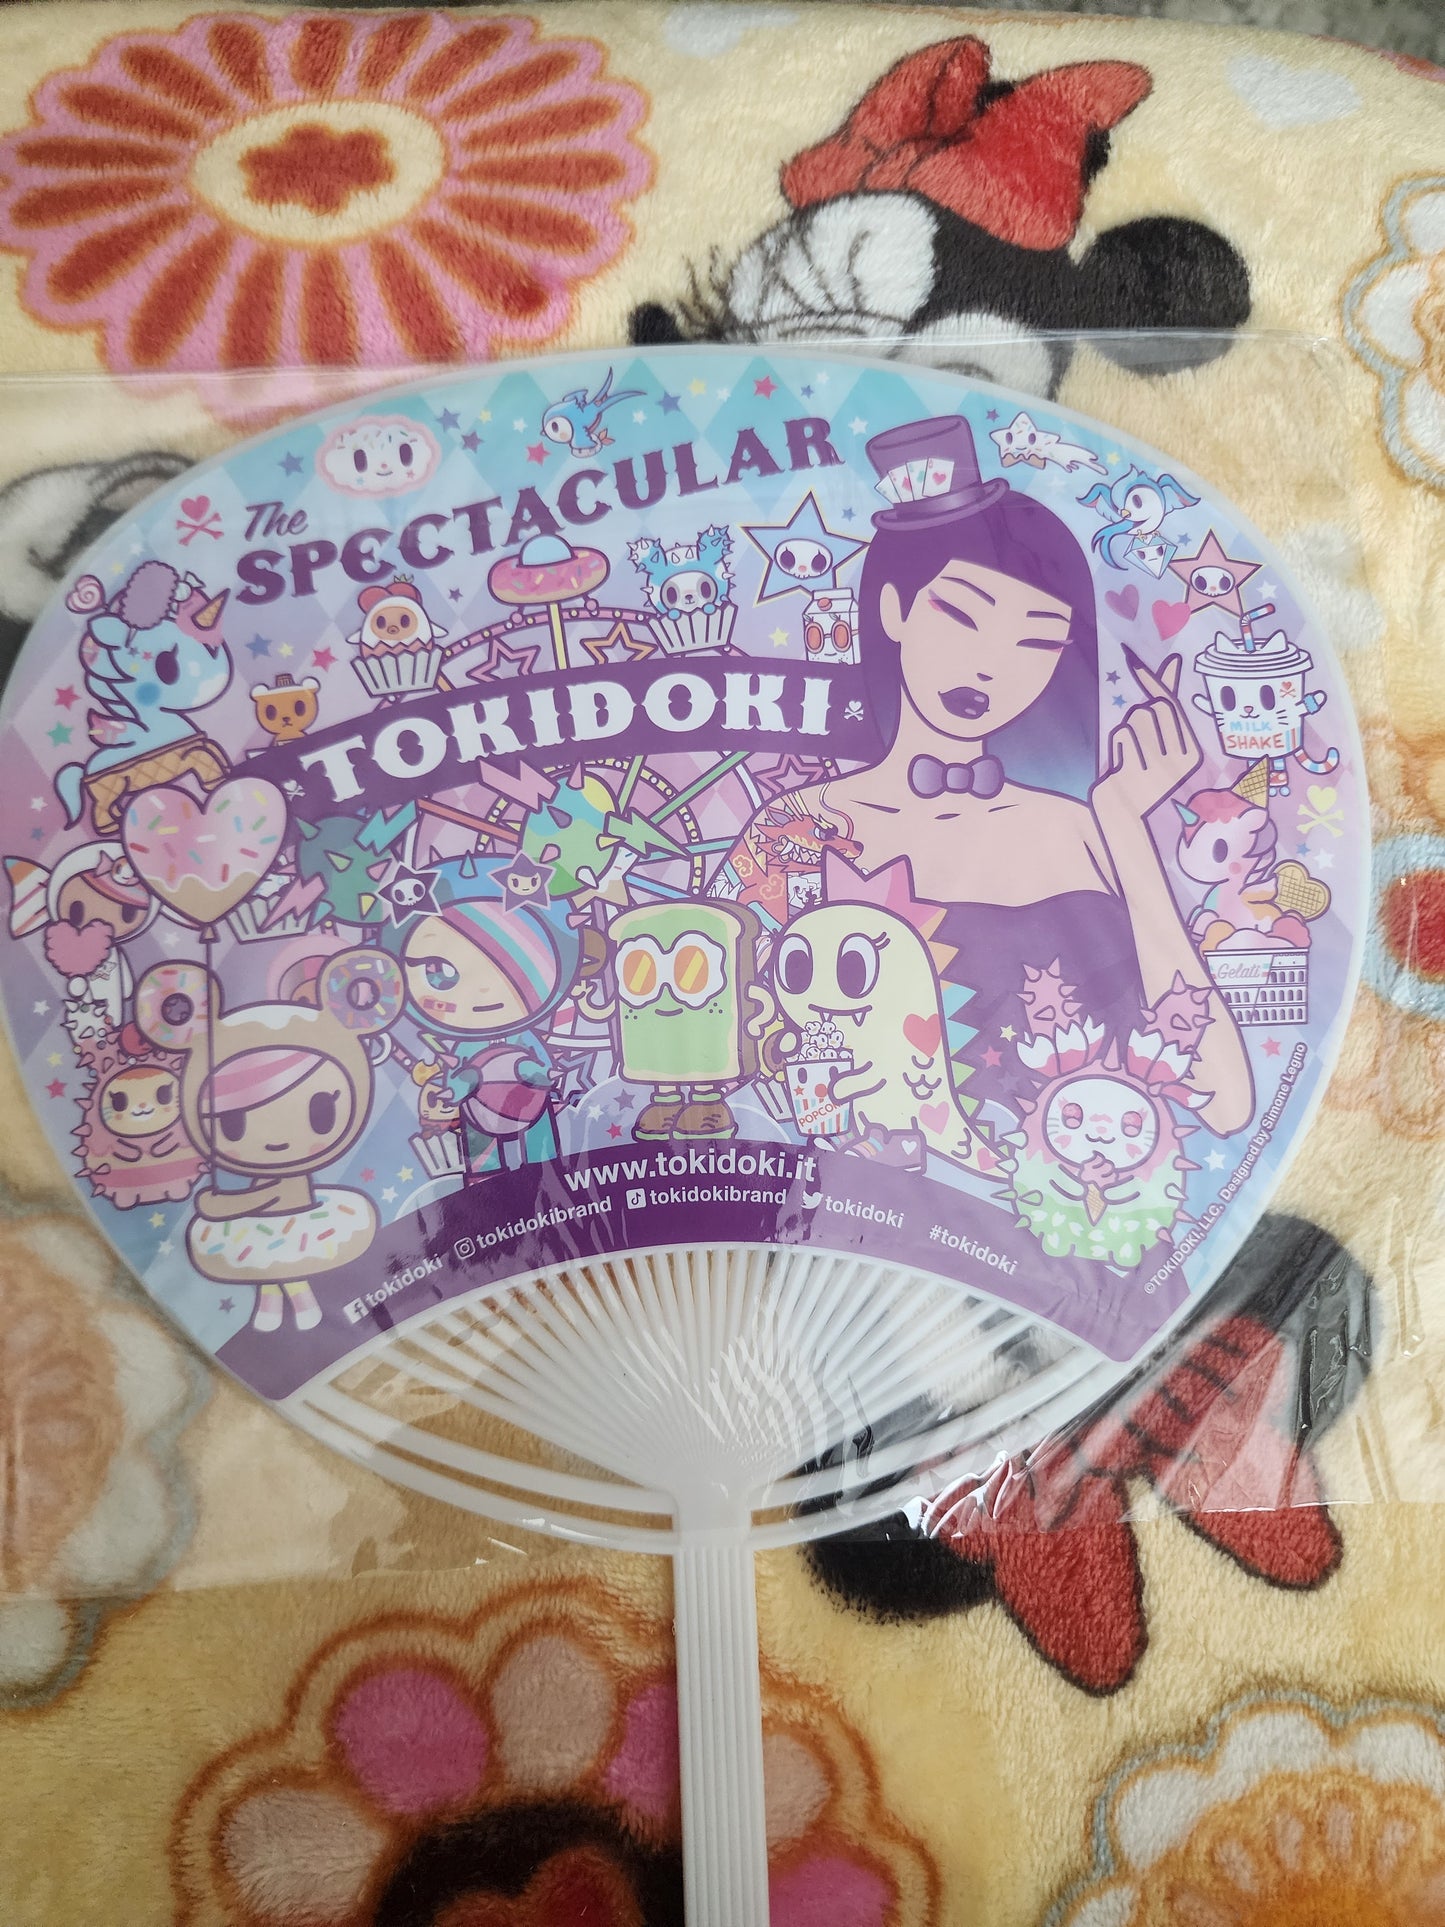 The
SPECTACULAR
TOKIDOKI
MILK
SHAKE
Gelati
POPCORN
www.tokidoki.it
tokidoki
tokidokibrand
tokidokibrand
tokidoki
#tokidoki
©TOKIDOKI, LLC. Designed by Simone Legno